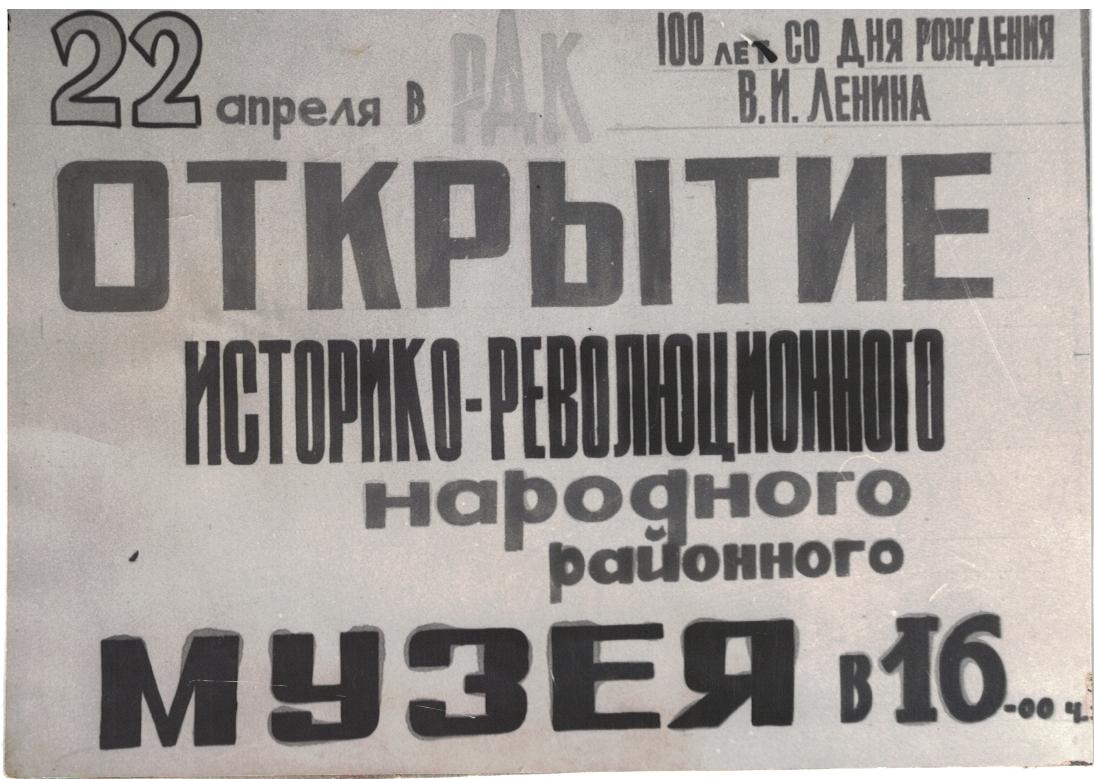 22 апреля в РДК
100 лет со дня рождения
В.И. Ленина
ОТКРЫТИЕ
ИСТОРИКО-РЕВОЛЮЦИОННОГО
народного
районного
МУЗЕЯ в 16-00 ч.